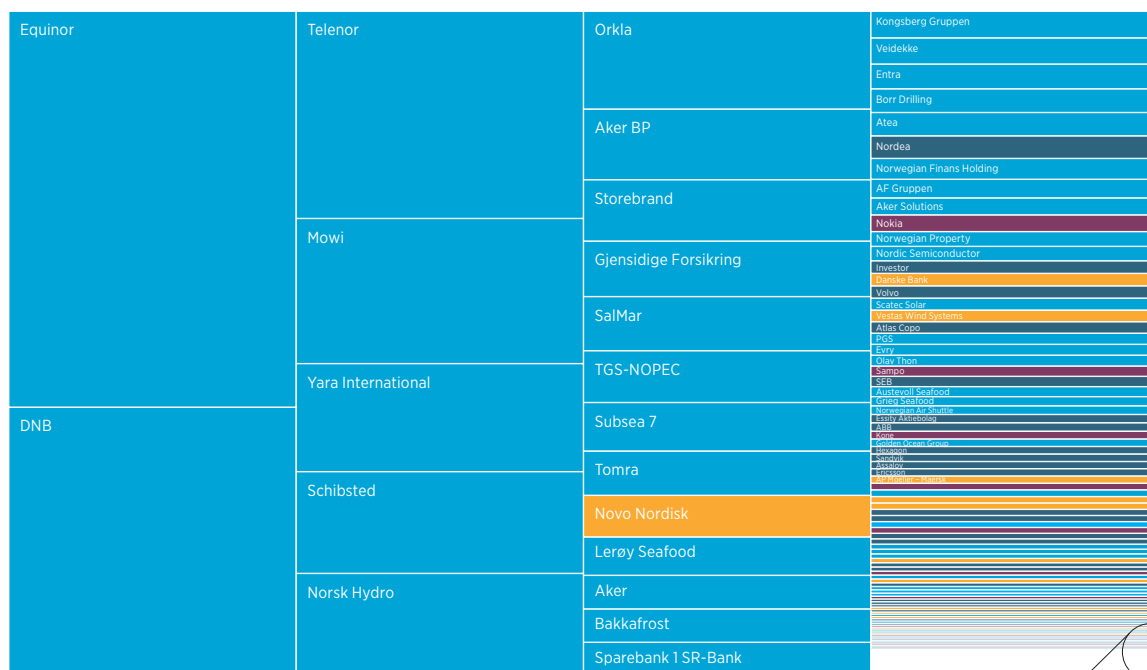 Equinor
DNB
Telenor
Mowi
Yara International
Schibsted
Norsk Hydro
Orkla
Aker BP
Storebrand
Gjensidige Forsikring
SalMar
TGS-NOPEC
Subsea 7
Tomra
Novo Nordisk
Lerøy Seafood
Aker
Bakkafrost
Sparebank 1 SR-Bank
Kongsberg Gruppen
Veidekke
Entra
Borr Drilling
Atea
Nordea
Norwegian Finans Holding
AF Gruppen
Aker Solutions
Nokia
Norwegian Property
Nordic Semiconductor
Investor
Danske Bank
Volvo
Scatec Solar
Vestas Wind Systems
Atlas Copo
PGS
Evry
Olav Thon
Sampo
SEB
Austevoll Seafood
Grieg Seafood
Norwegian Air Shuttle
Essity Aktiebolag
ABB
Kone
Golden Ocean Group
Hexagon
Sandvik
Assaloy
Ericsson
AP Moeller - Maersk